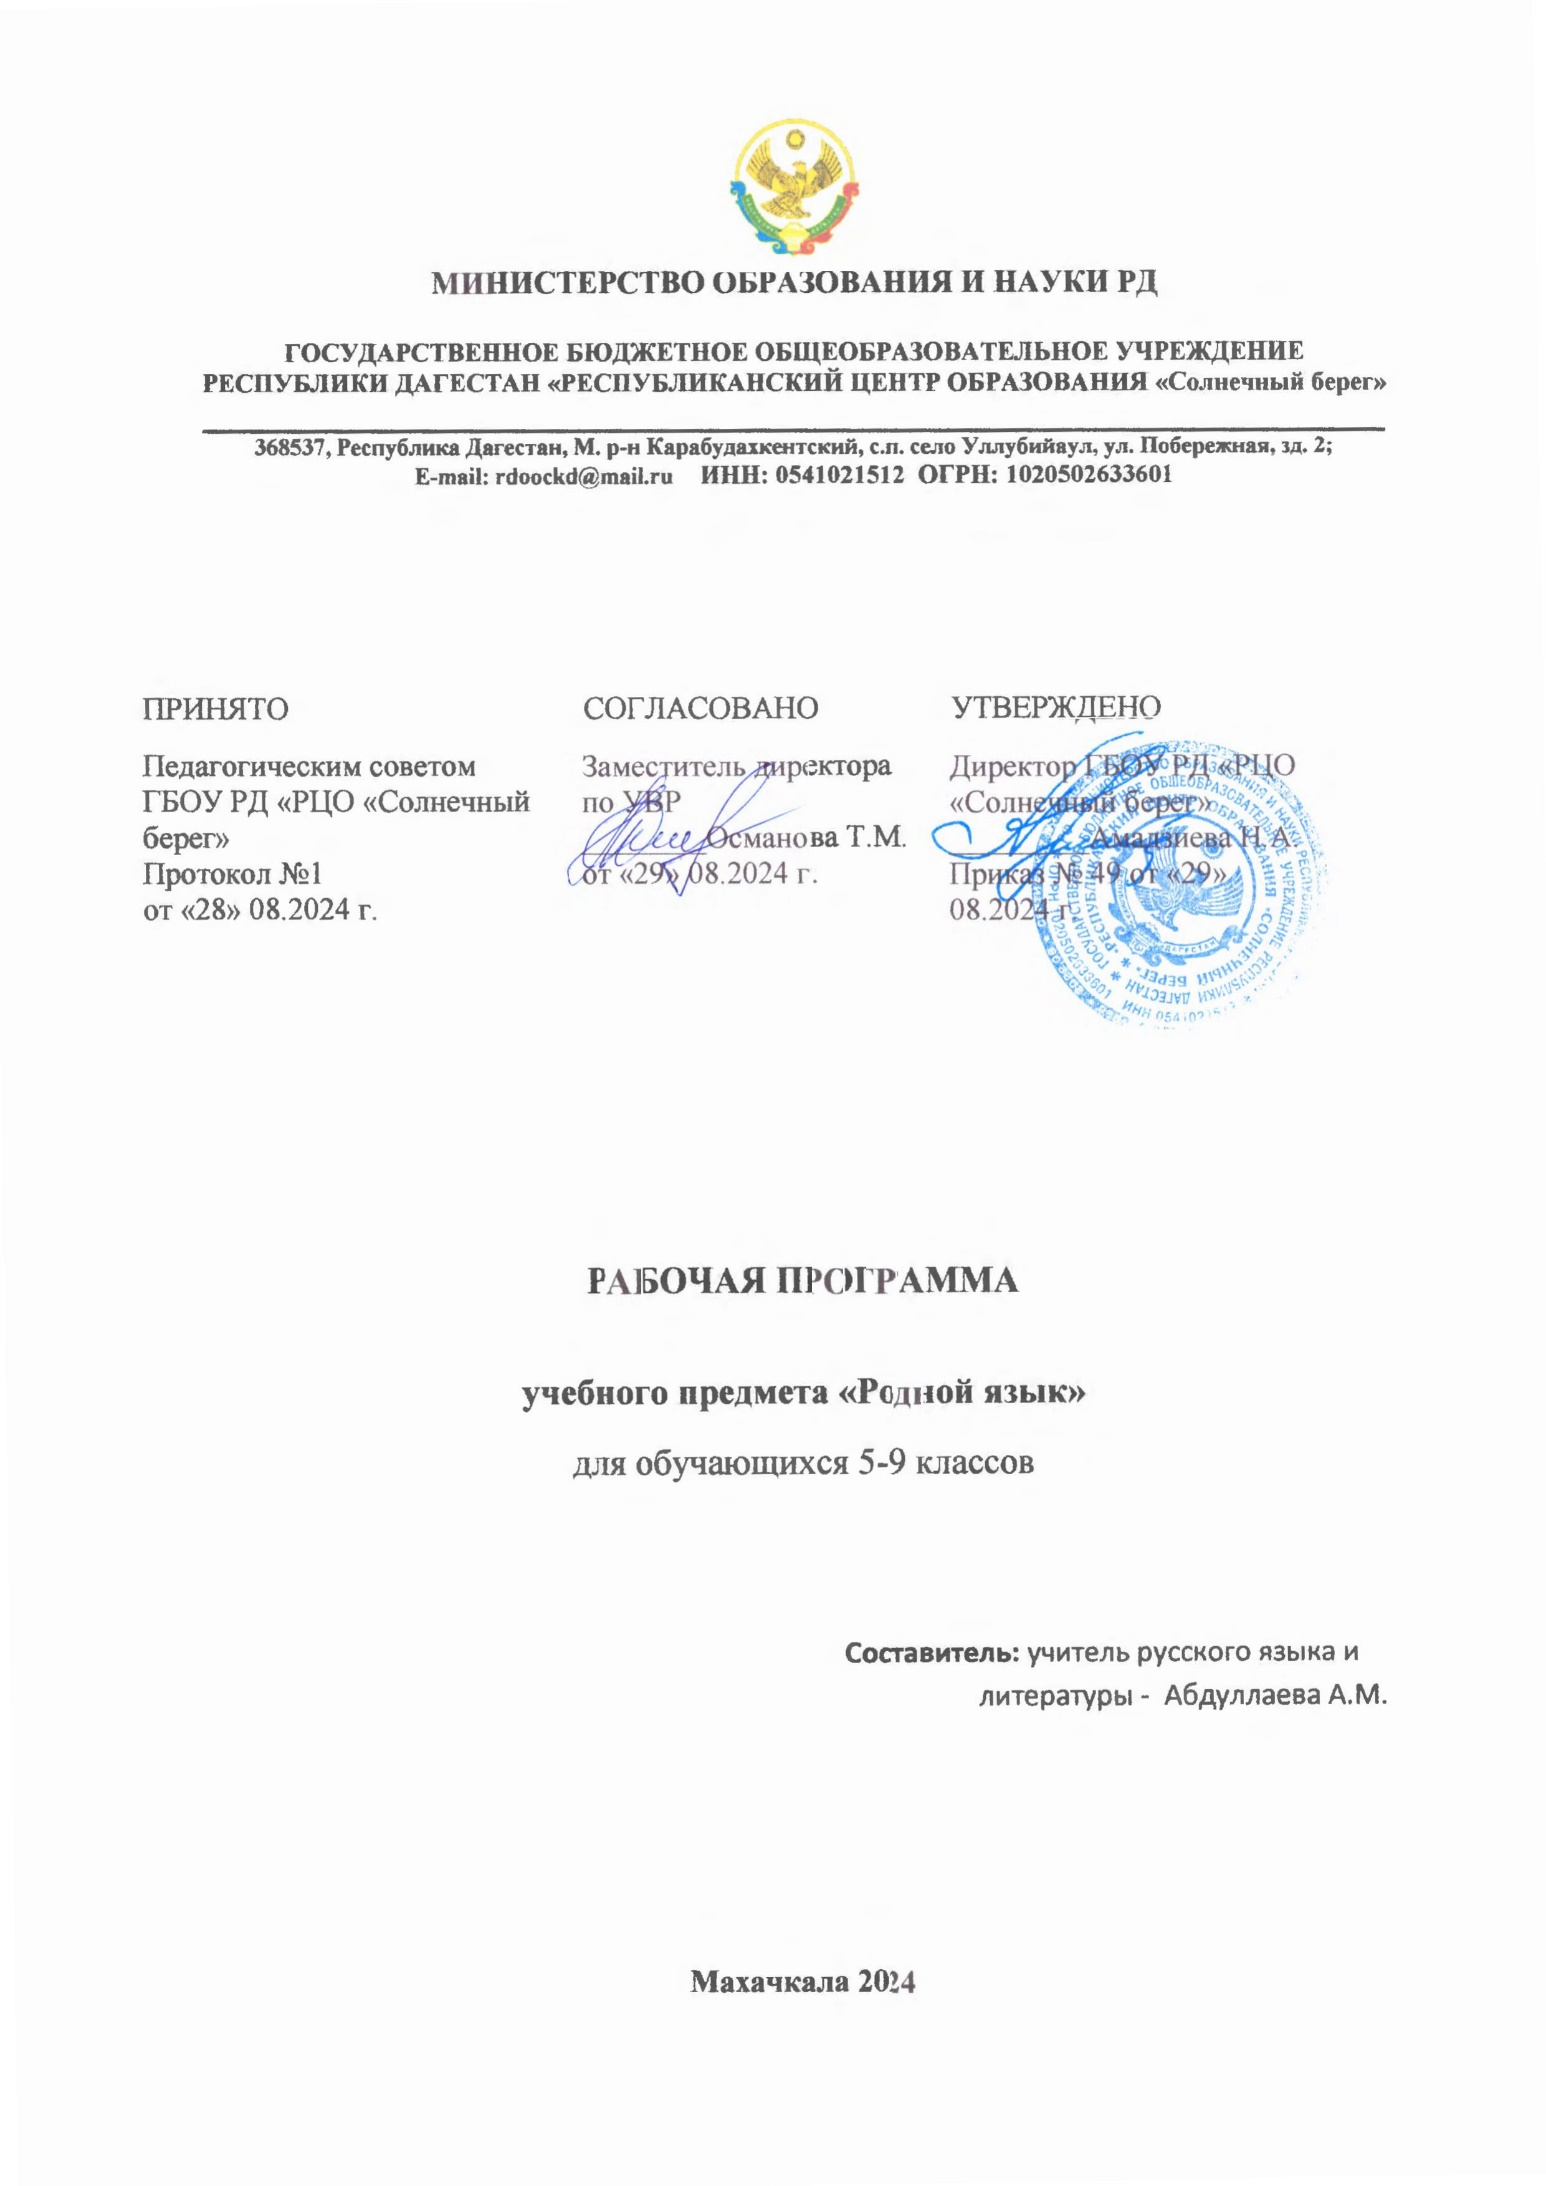 МИНИСТЕРСТВО ОБРАЗОВАНИЯ И НАУКИ РД
ГОСУДАРСТВЕННОЕ БЮДЖЕТНОЕ ОБЩЕОБРАЗОВАТЕЛЬНОЕ УЧРЕЖДЕНИЕ
РЕСПУБЛИКИ ДАГЕСТАН «РЕСПУБЛИКАНСКИЙ ЦЕНТР ОБРАЗОВАНИЯ «Солнечный берег»
368537, Республика Дагестан, М. р-н Карабудахкентский, с.п. село Уллубийаул, ул. Побережная, зд. 2;
E-mail: rdoockd@mail.ru ИНН: 0541021512 ОГРН: 1020502633601
ПРИНЯТО
Педагогическим советом
ГБОУ РД «РЦО «Солнечный
берег»
Протокол №1
от «28» 08.2024 г.
СОГЛАСОВАНО
Заместитель директора
по УВР
________Османова Т.М.
от «29» 08.2024 г.
УТВЕРЖДЕНО
Директор ГБОУ РД «РЦО
«Солнечный берег»
_________Амадзиева Н.А
Приказ № 49 от «29»
08.2024 г.
РАБОЧАЯ ПРОГРАММА
учебного предмета «Родной язык»
для обучающихся 5-9 классов
Составитель: учитель русского языка и
литературы - Абдуллаева А.М.
Махачкала 2024